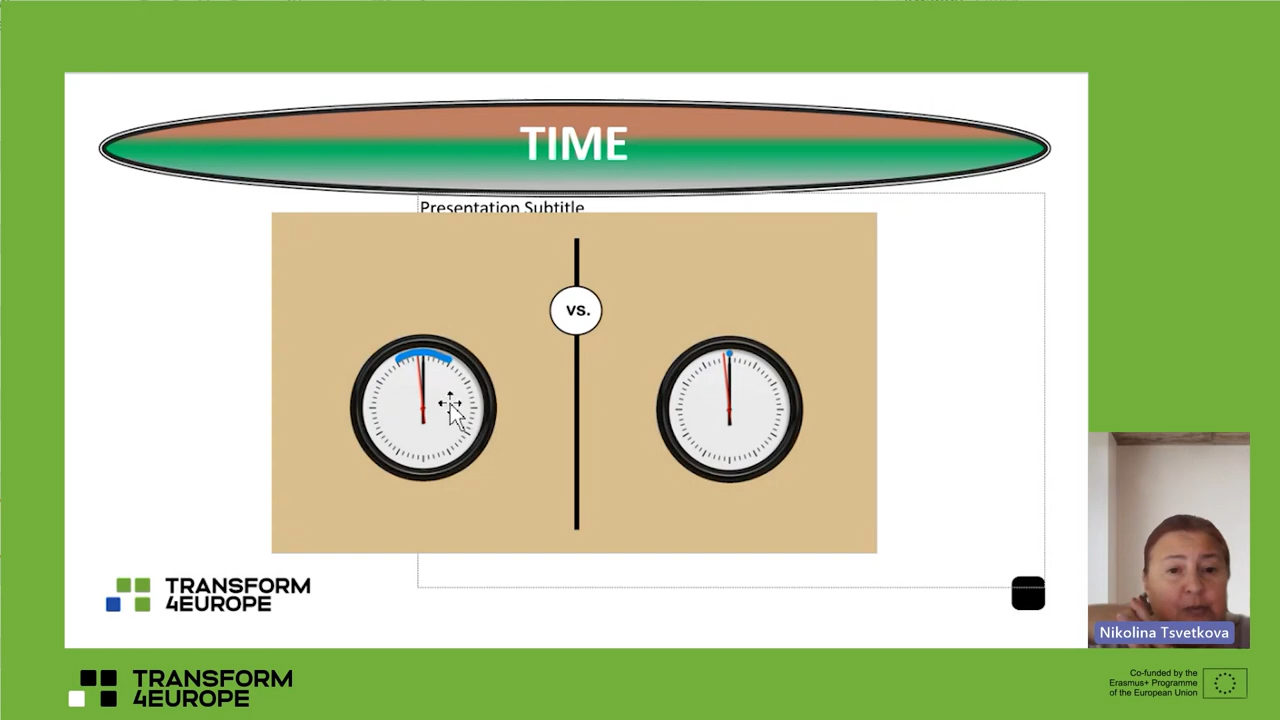 TIME
Presentation Subtitle
vs.
TRANSFORM
4EUROPE
Nikolina Tsvetkova
TRANSFORM
4EUROPE
Co-funded by the
Erasmus+ Programme
of the European Union